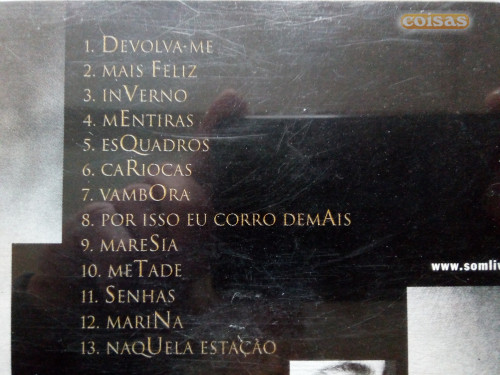 coisas
1. DEVOLVA-ME
2. MAIS FELIZ
3. INVERNO
4. MENTIRAS
5. ESQUADROS
6. CARIOCAS
7. VAMBORA
8. POR ISSO EU CORRO DEMAIS
9. MARESIA
10. METADE
11. SENHAS
12. MARINA
13. NAQUELA ESTAÇÃO
www.somliv